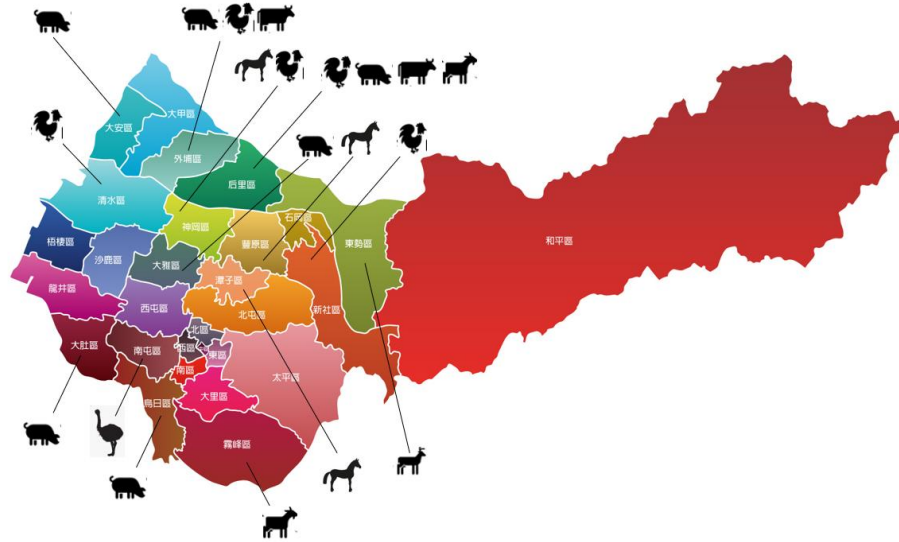 大甲區
大安區
外埔區
后里區
清水區
神岡區
石岡區
豐原區
東勢區
和平區
梧棲區
沙鹿區
大雅區
潭子區
龍井區
西屯區
北屯區
新社區
大肚區
南屯區
北區
西區
東區
南區
太平區
大里區
烏日區
霧峰區